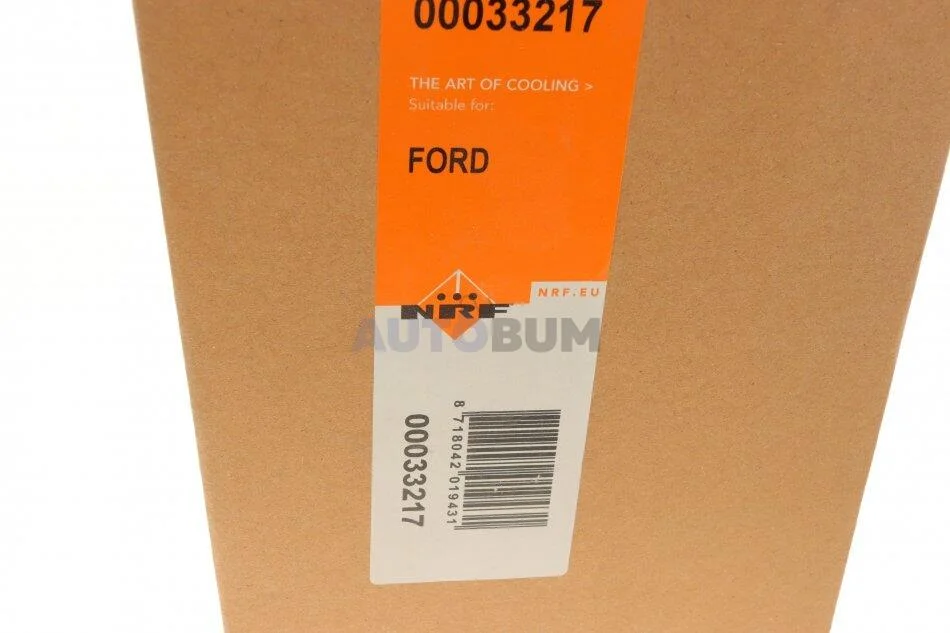 00033217
THE ART OF COOLING >
Suitable for:
FORD
NRF.EU
NRF
AUTOBUM
00033217
8 718042 019431